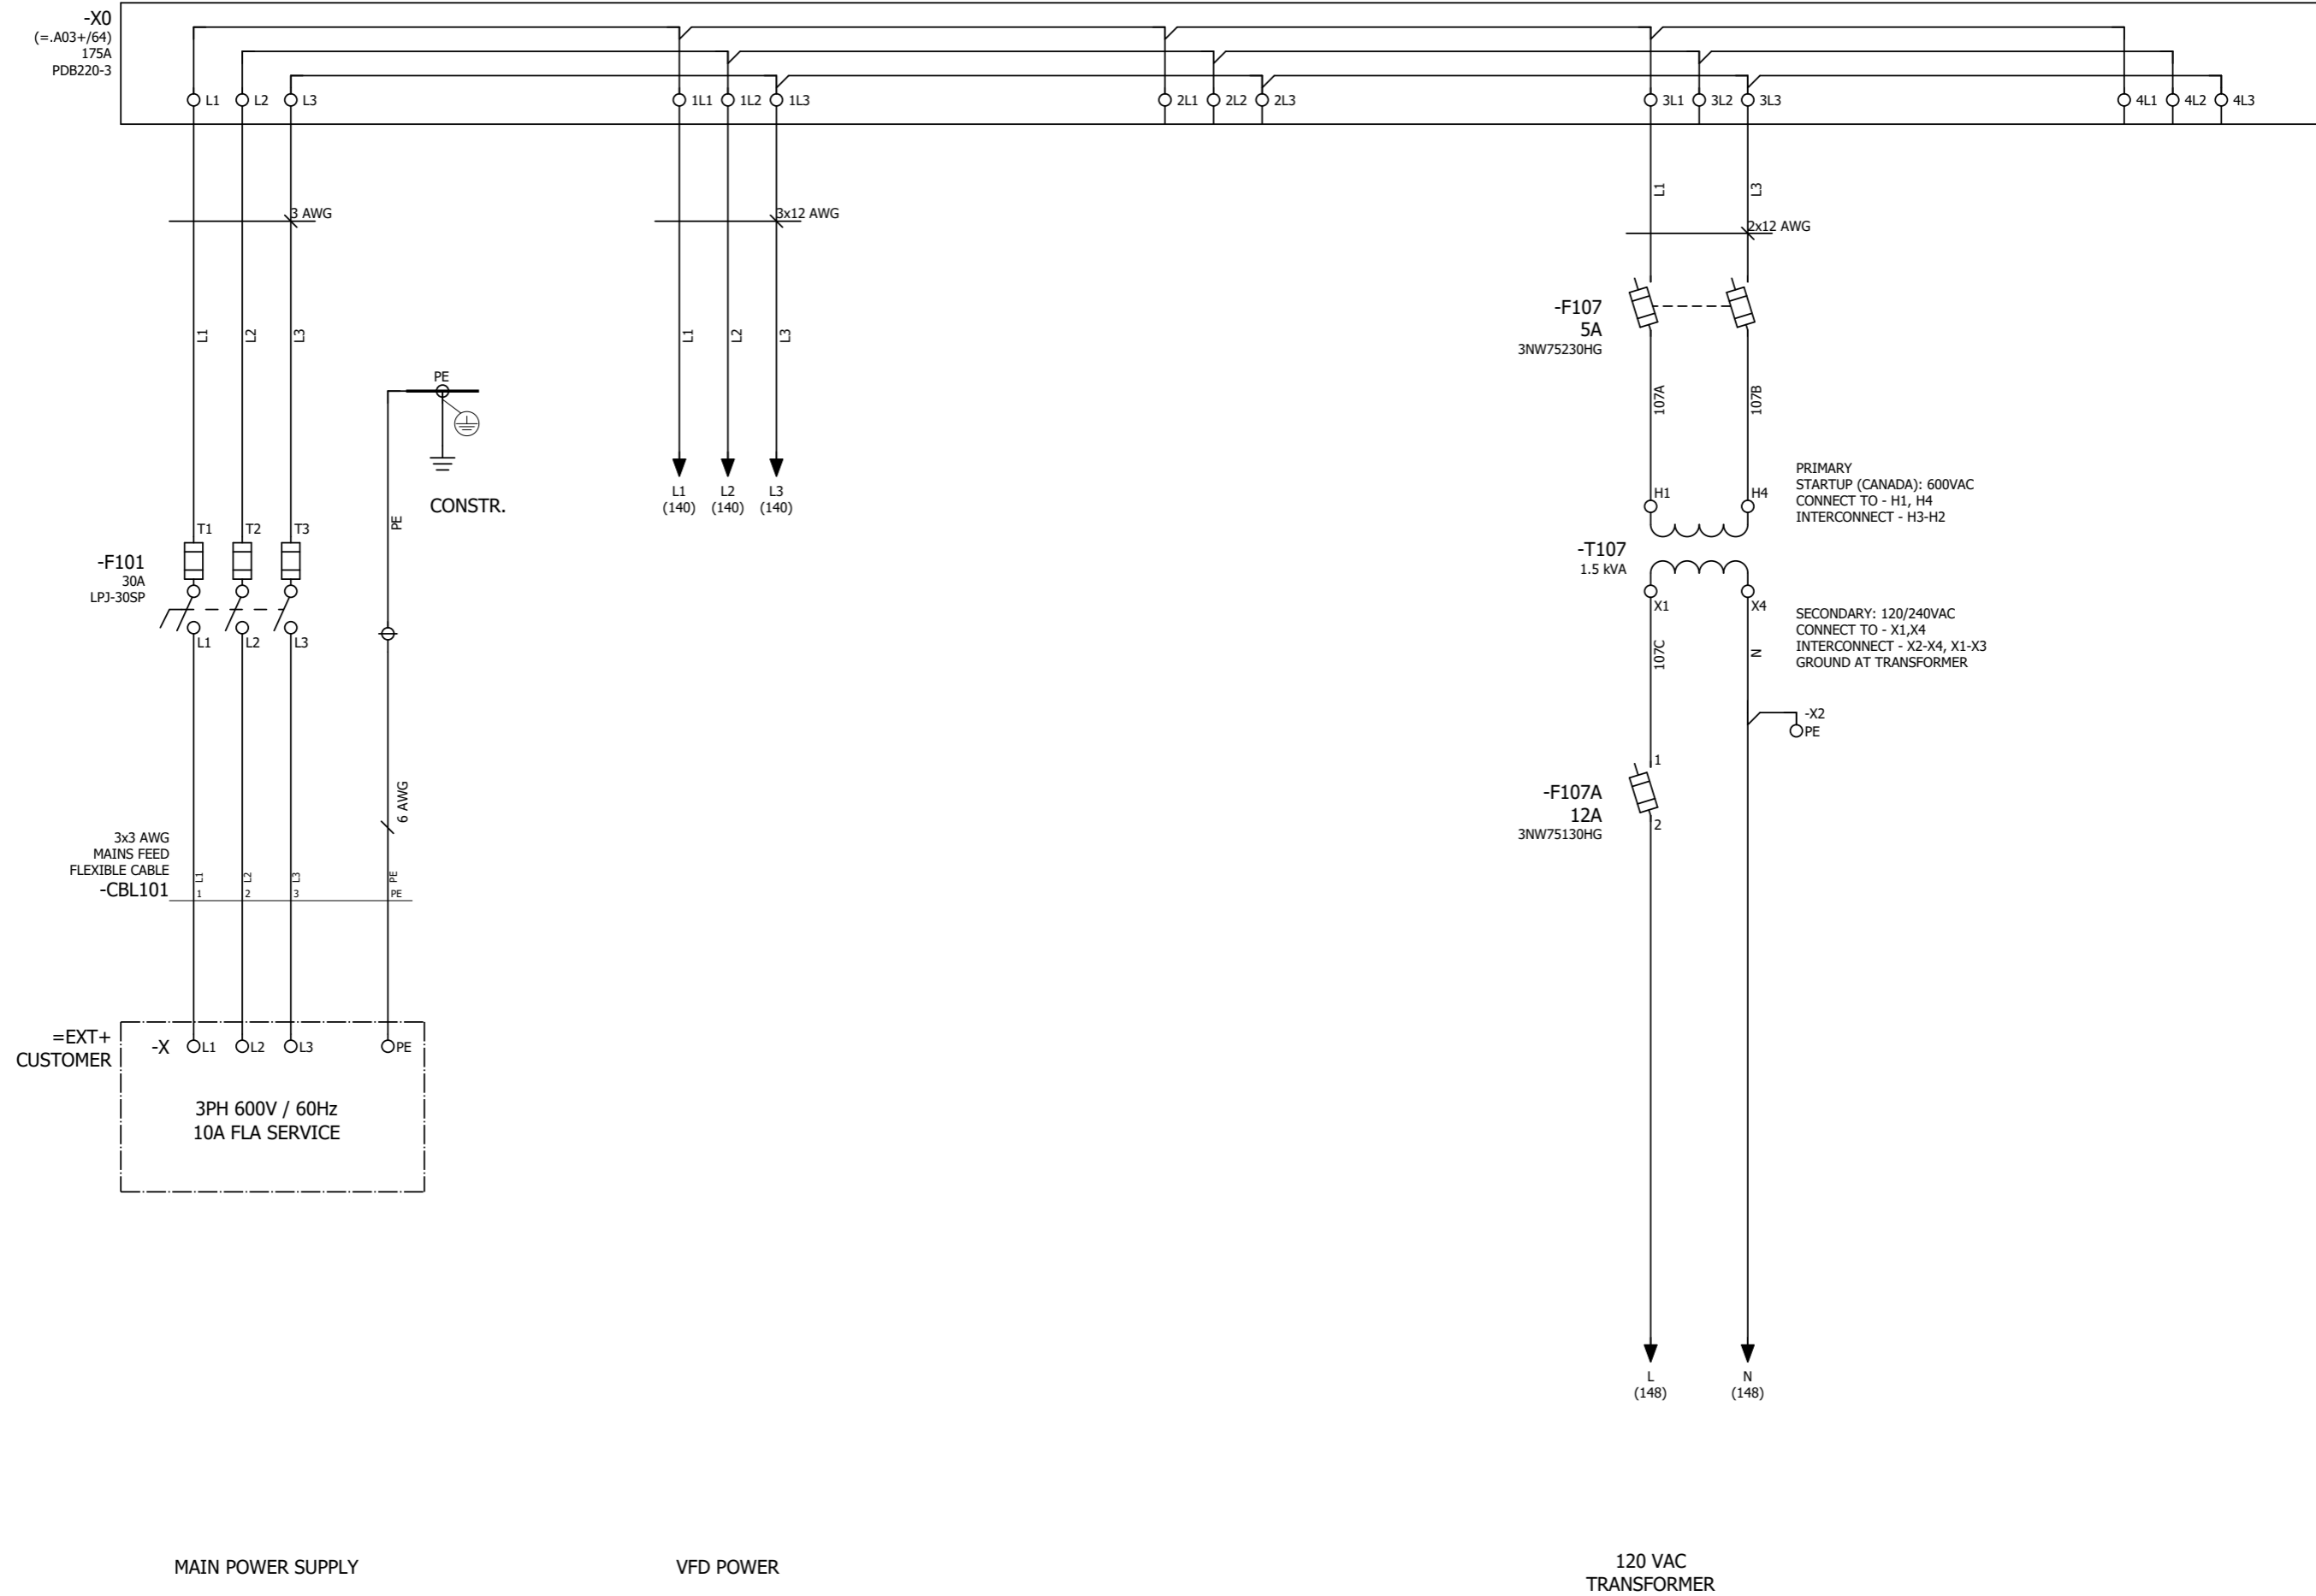 -X0
(=.A03+/64)
175A
PDB220-3
L1
L2
L3
1L1
1L2
1L3
2L1
2L2
2L3
3L1
3L2
3L3
4L1
4L2
4L3
3 AWG
3x12 AWG
L1
L3
2x12 AWG
L1
L2
L3
L1
L2
L3
-F107
5A
3NW75230HG
PE
107A
107B
L1
(140)
L2
(140)
L3
(140)
CONSTR.
PE
H1
H4
PRIMARY
STARTUP (CANADA): 600VAC
CONNECT TO - H1, H4
INTERCONNECT - H3-H2
T1
T2
T3
-F101
30A
LPJ-30SP
L1
L2
L3
-T107
1.5 kVA
X1
X4
SECONDARY: 120/240VAC
CONNECT TO - X1,X4
INTERCONNECT - X2-X4, X1-X3
GROUND AT TRANSFORMER
107C
N
-X2
PE
6 AWG
1
-F107A
12A
3NW75130HG
2
3x3 AWG
MAINS FEED
FLEXIBLE CABLE
-CBL101
L1
L2
L3
PE
1
2
3
PE
=EXT+
CUSTOMER
-X
L1
L2
L3
PE
3PH 600V / 60Hz
10A FLA SERVICE
L
(148)
N
(148)
MAIN POWER SUPPLY
VFD POWER
120 VAC
TRANSFORMER